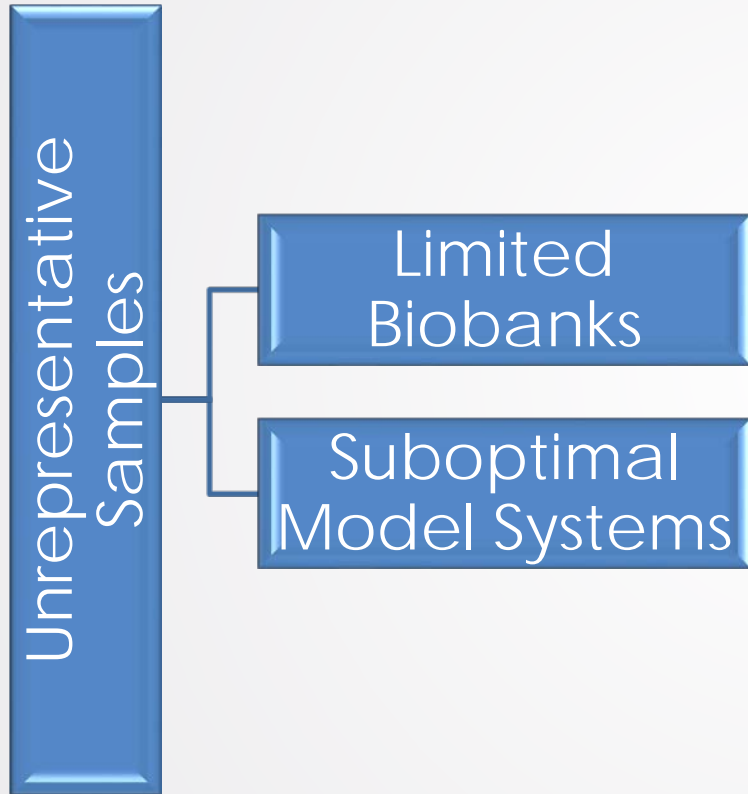 Unrepresentative
Samples
Limited
Biobanks
Suboptimal
Model Systems